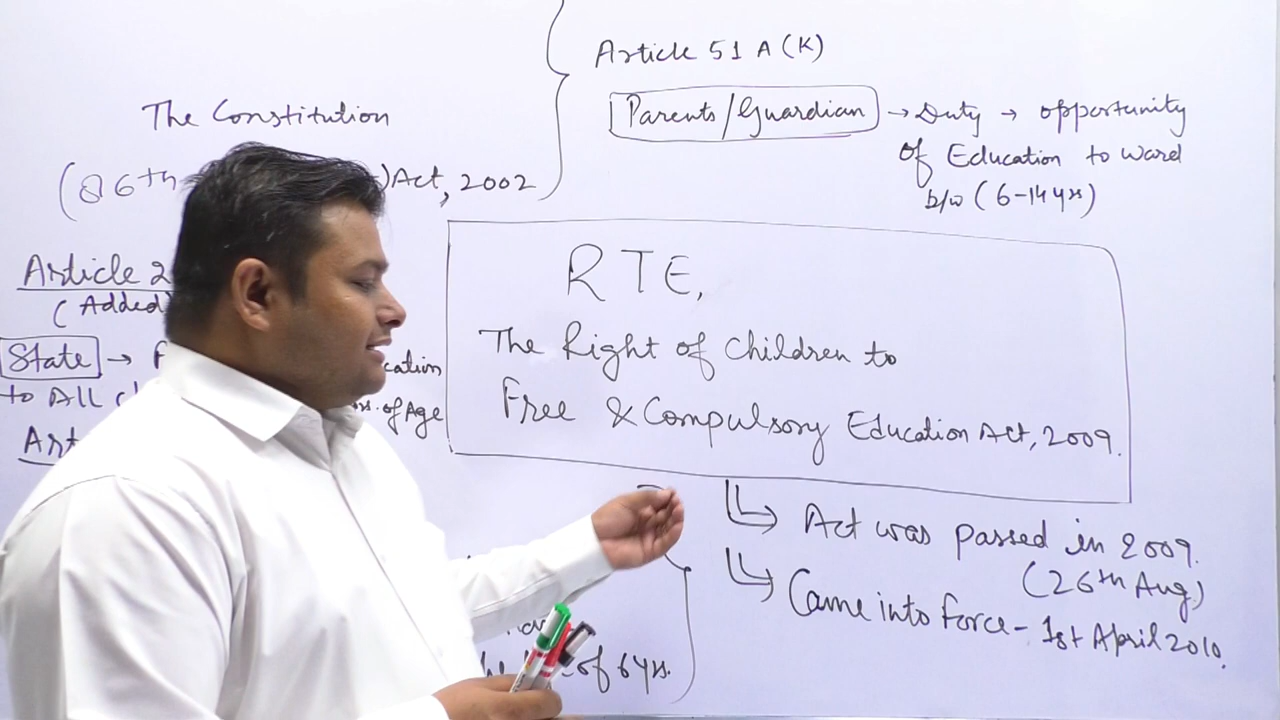 The Constitution
(86th )Act, 2002
Article 2
(Added)
State → cation
to All yrs. of Age
Art
of 6 yrs.
Article 51 A (K)
Parents/Guardian → Duty → opportunity
of Education to ward
b/w (6-14 yrs)
RTE,
The Right of Children to
Free & Compulsory Education Act, 2009.
Act was passed in 2009.
(26th Aug)
Came into force - 1st April 2010.